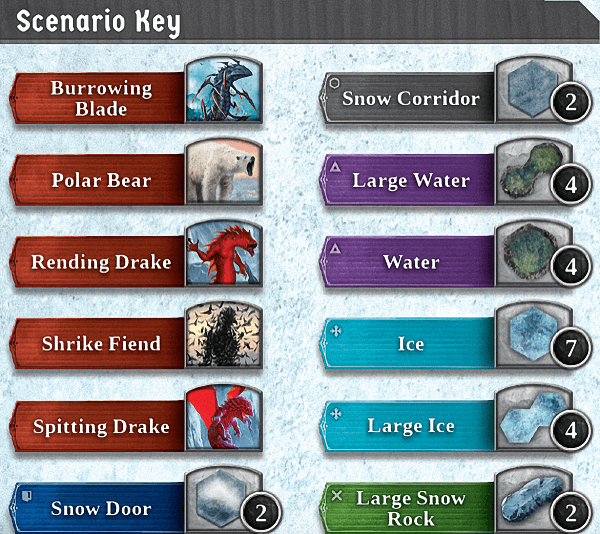 Scenario Key
Burrowing
Blade
Polar Bear
Rending Drake
Shrike Fiend
Spitting Drake
Snow Door
2
Snow Corridor
2
Large Water
4
Water
4
Ice
7
Large Ice
4
Large Snow
Rock
2